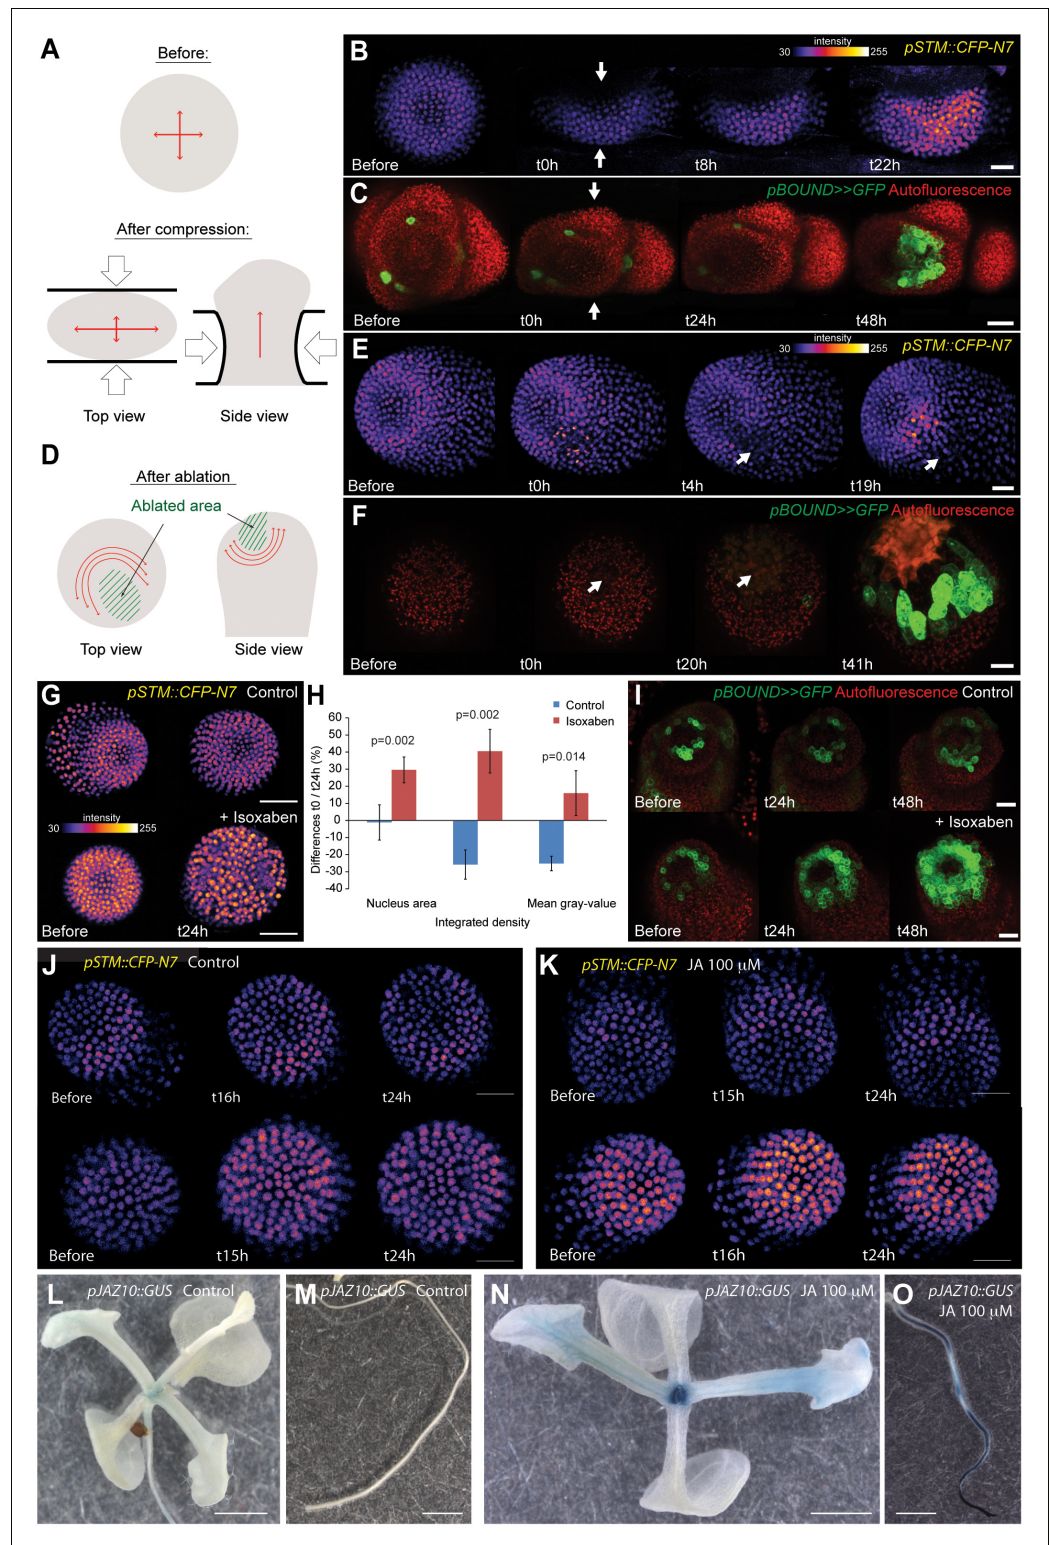 A
Before:
After compression:
Top view
Side view
B
intensity
30
255
pSTM::CFP-N7
Before
t0h
t8h
t22h
C
pBOUND>>GFP Autofluorescence
Before
t0h
t24h
t48h
D
After ablation
Ablated area
Top view
Side view
E
intensity
30
255
pSTM::CFP-N7
Before
t0h
t4h
t19h
F
pBOUND>>GFP Autofluorescence
Before
t0h
t20h
t41h
G
pSTM::CFP-N7 Control
intensity
30
255
+ Isoxaben
Before
t24h
H
Differences t0 / t24h (%)
60
50
40
30
20
10
0
-10
-20
-30
-40
p=0.002
p=0.002
p=0.014
Control
Isoxaben
Nucleus area
Integrated density
Mean gray-value
I
pBOUND>>GFP Autofluorescence Control
Before
t24h
t48h
+ Isoxaben
Before
t24h
t48h
J
pSTM::CFP-N7 Control
Before
t16h
t24h
Before
t15h
t24h
K
pSTM::CFP-N7 JA 100 µM
Before
t15h
t24h
Before
t16h
t24h
L
pJAZ10::GUS Control
M
pJAZ10::GUS Control
N
pJAZ10::GUS JA 100 µM
O
pJAZ10::GUS
JA 100 µM